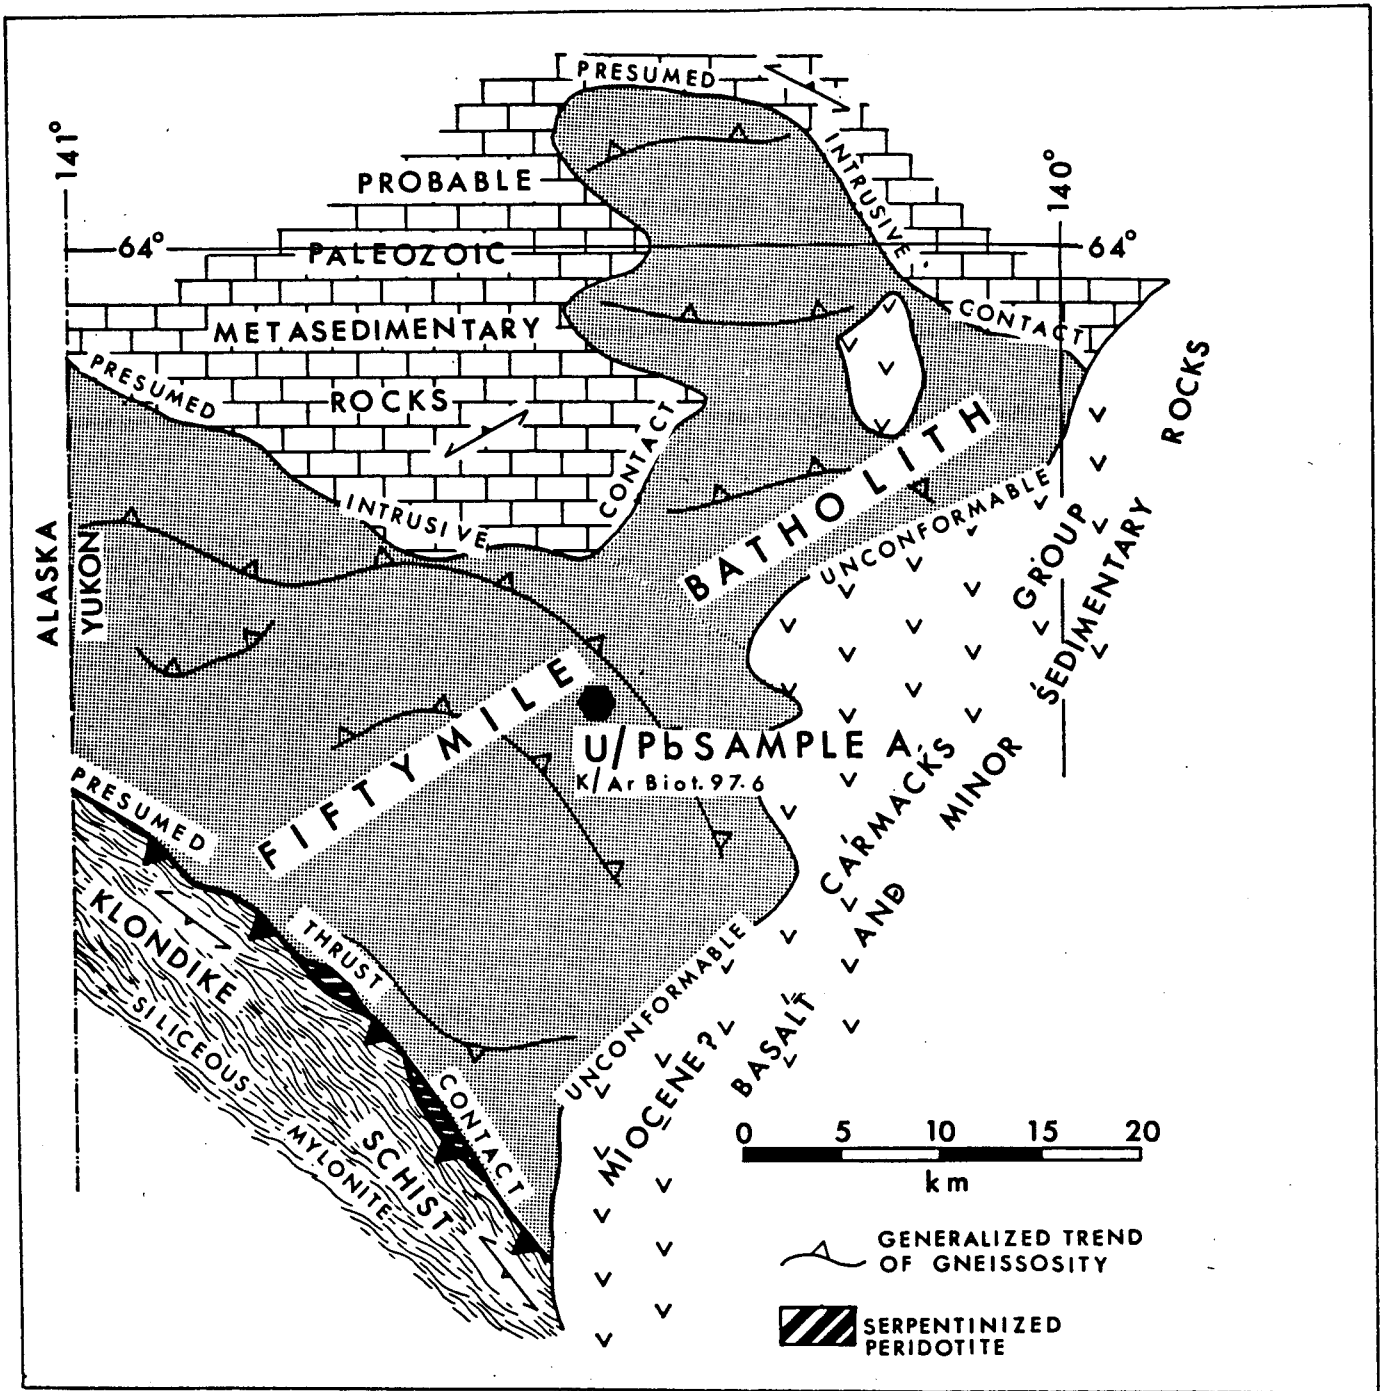 PRESUMED
INTRUSIVE
CONTACT
141°
140°
64°
64°
PROBABLE
PALEOZOIC
METASEDIMENTARY
ROCKS
PRESUMED
INTRUSIVE
CONTACT
ALASKA
YUKON
FIFTYMILE
BATHOLITH
UNCONFORMABLE
U/Pb SAMPLE A
K/Ar Biot. 97.6
PRESUMED
THRUST
CONTACT
KLONDIKE
SCHIST
SILICEOUS
MYLONITE
UNCONFORMABLE
MIOCENE? CARMACKS GROUP
BASALT AND MINOR SEDIMENTARY ROCKS
0 5 10 15 20
km
GENERALIZED TREND
OF GNEISSOSITY
SERPENTINIZED
PERIDOTITE